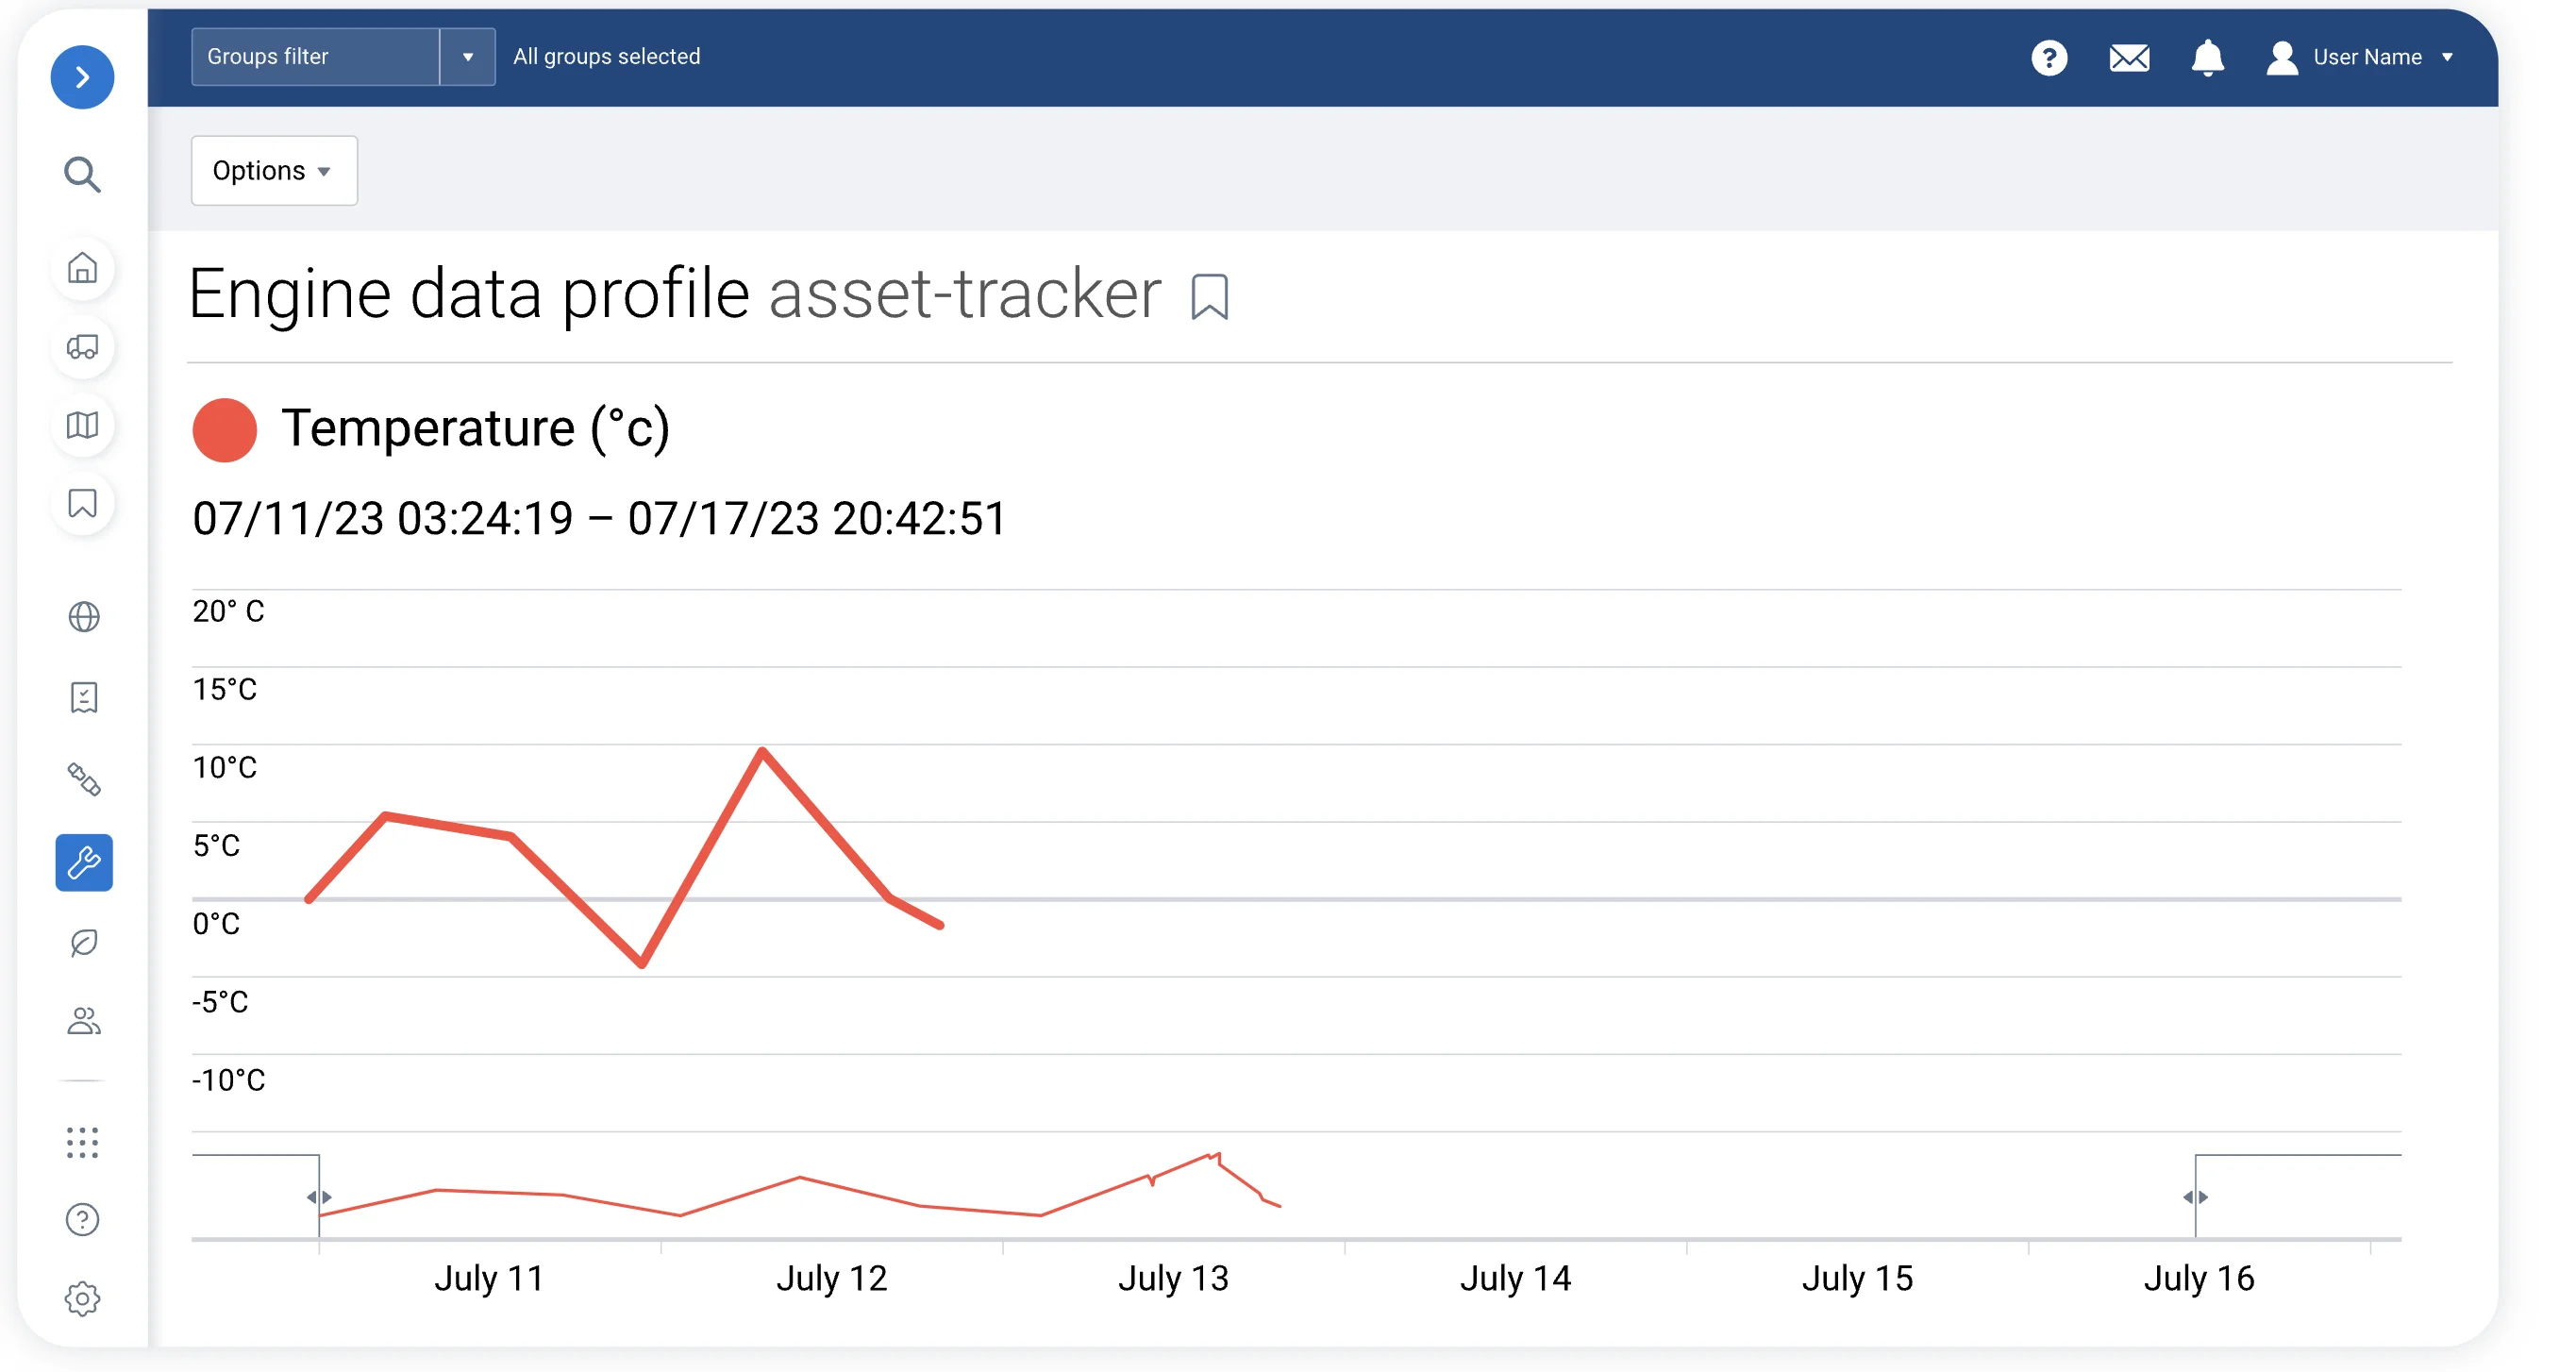 Groups filter All groups selected User Name
Options
Engine data profile asset-tracker
Temperature (°c)
07/11/23 03:24:19 – 07/17/23 20:42:51
20° C
15°C
10°C
5°C
0°C
-5°C
-10°C
July 11 July 12 July 13 July 14 July 15 July 16